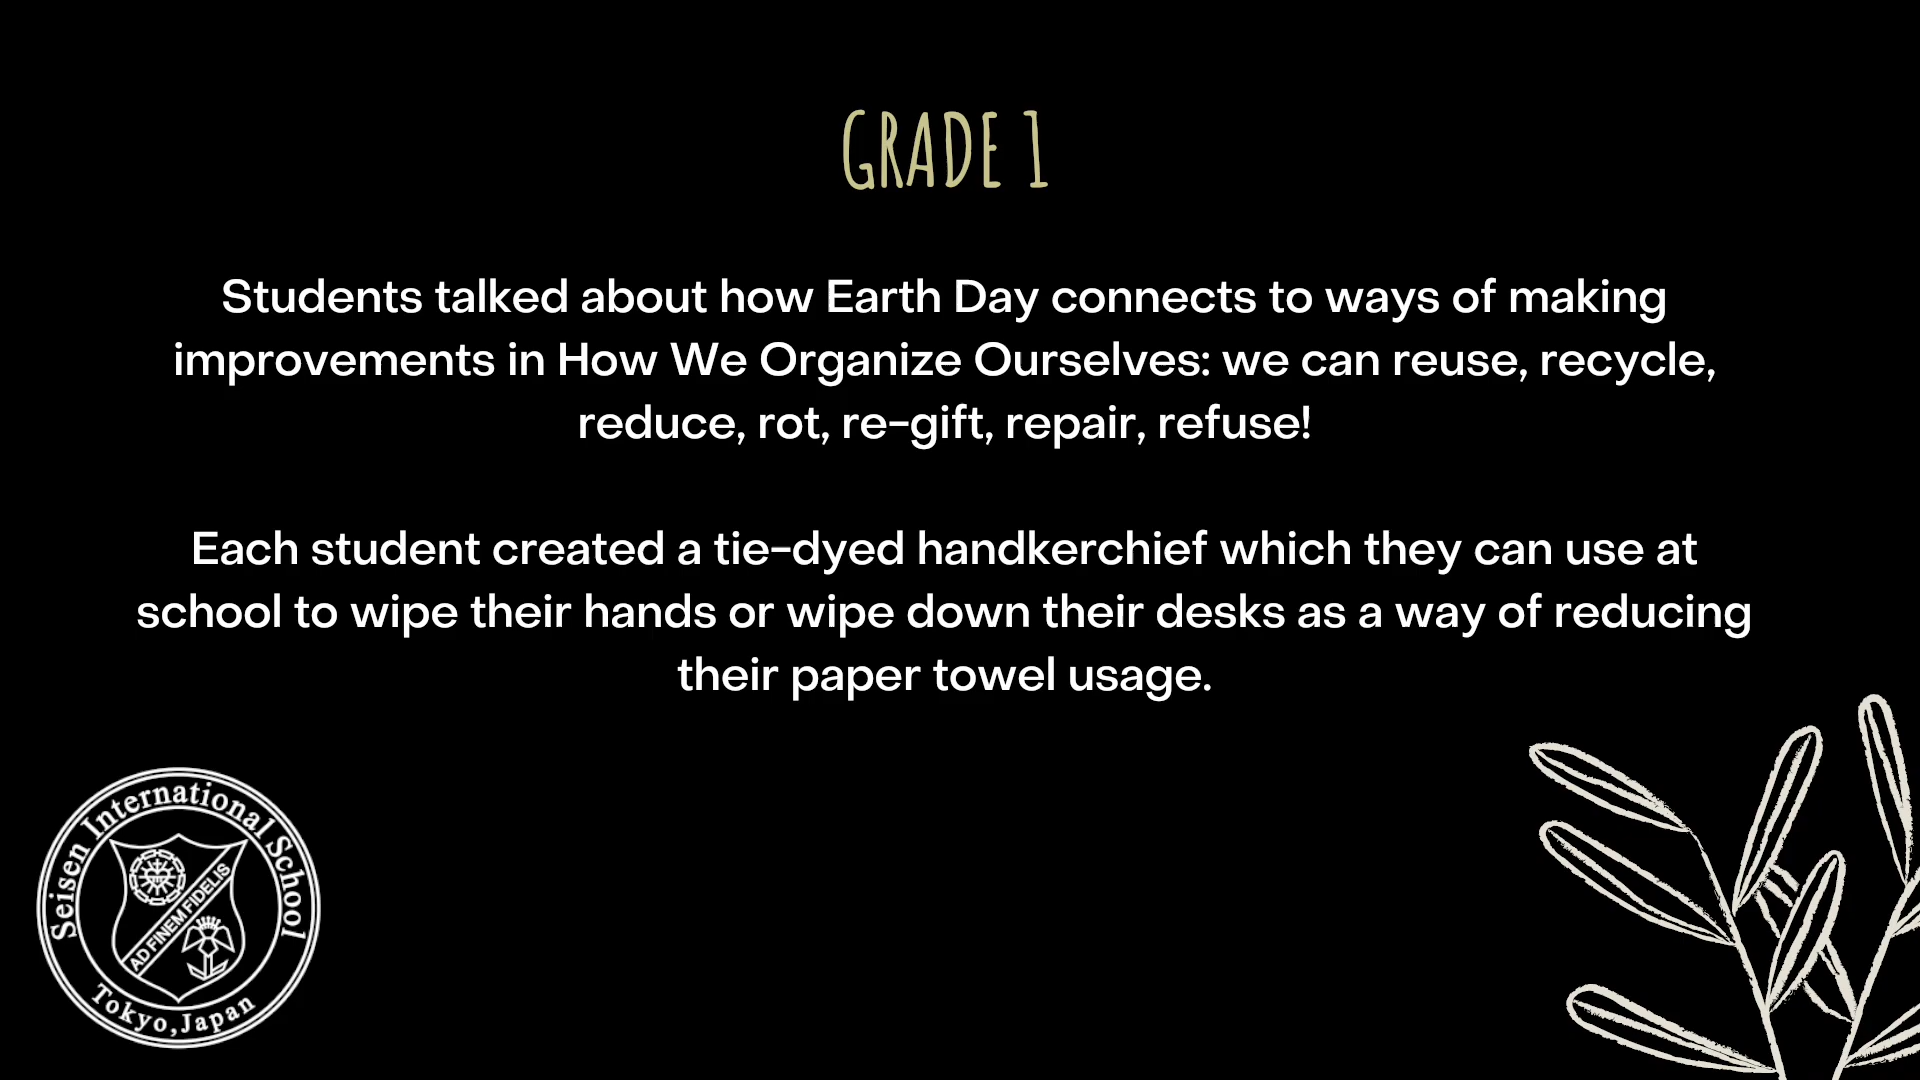 GRADE 1
Students talked about how Earth Day connects to ways of making
improvements in How We Organize Ourselves: we can reuse, recycle,
reduce, rot, re-gift, repair, refuse!
Each student created a tie-dyed handkerchief which they can use at
school to wipe their hands or wipe down their desks as a way of reducing
their paper towel usage.
Seisen International School
AD FINEM FIDELIS
Tokyo, Japan